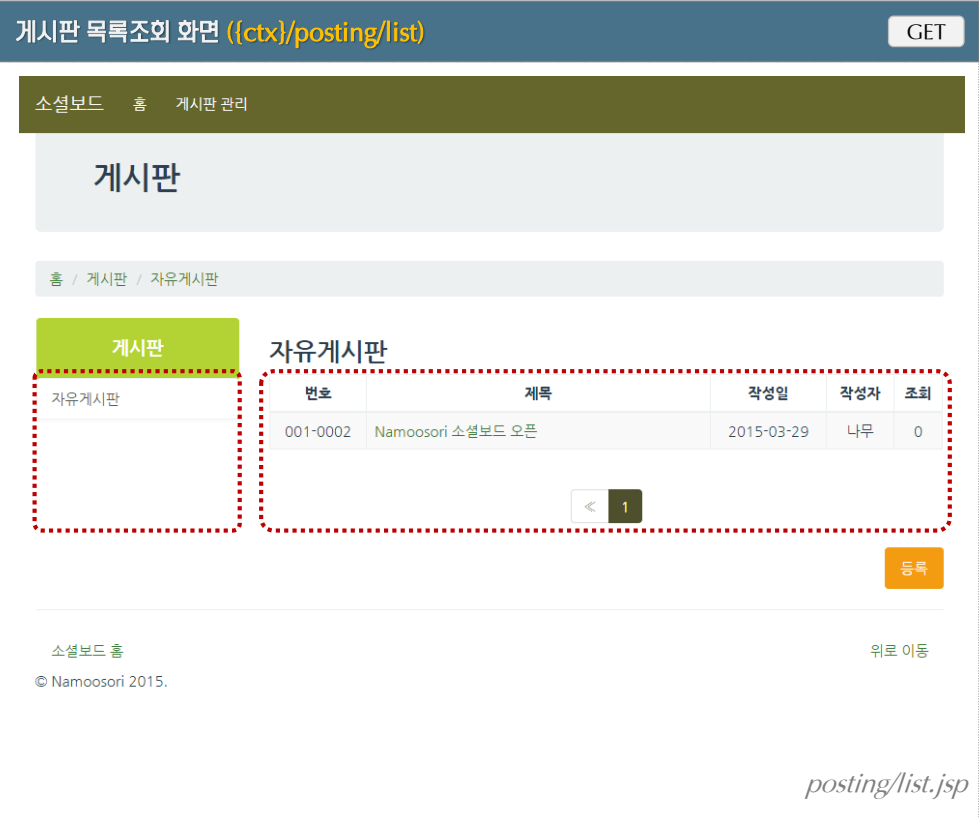 게시판 목록조회 화면 ({ctx}/posting/list) GET
소셜보드 홈 게시판 관리
게시판
홈 / 게시판 / 자유게시판
게시판
자유게시판
자유게시판
번호 제목 작성일 작성자 조회
001-0002 Namoosori 소셜보드 오픈 2015-03-29 나무 0
≪ 1
등록
소셜보드 홈 위로 이동
© Namoosori 2015.
posting/list.jsp